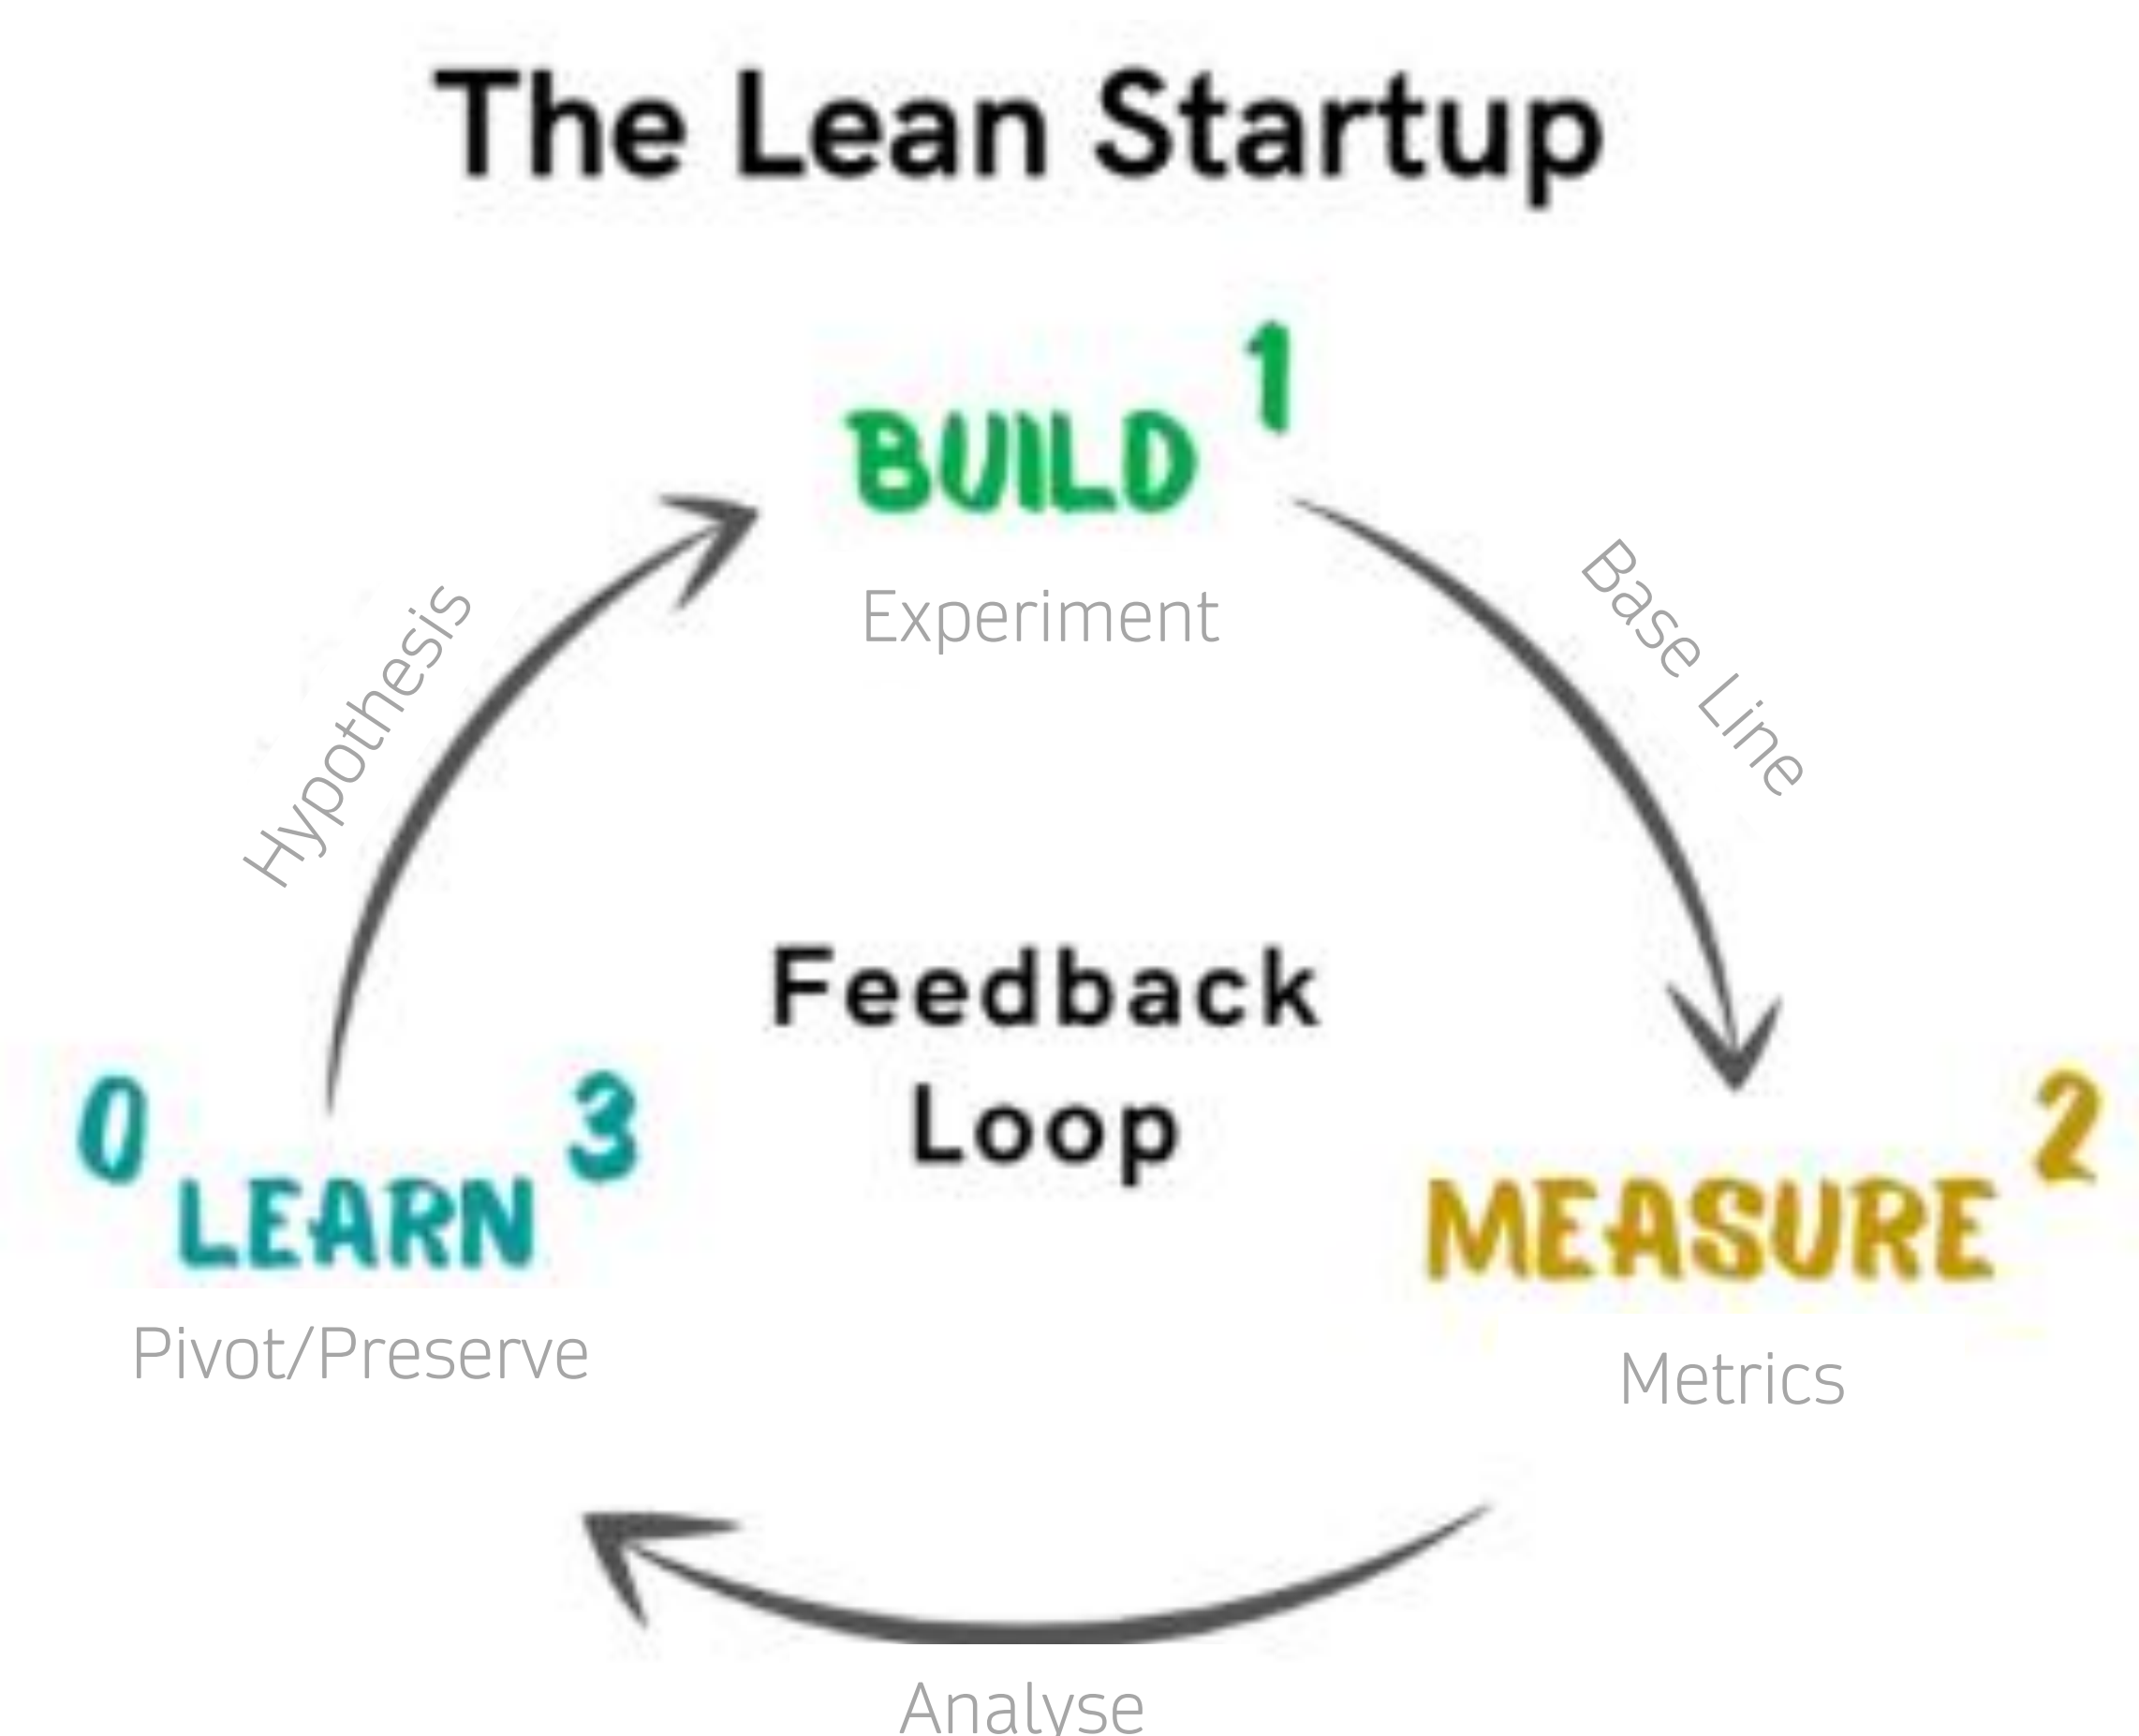 The Lean Startup
1
BUILD
Experiment
Hypothesis
Base Line
Feedback
Loop
0
3
LEARN
Pivot/Preserve
2
MEASURE
Metrics
Analyse